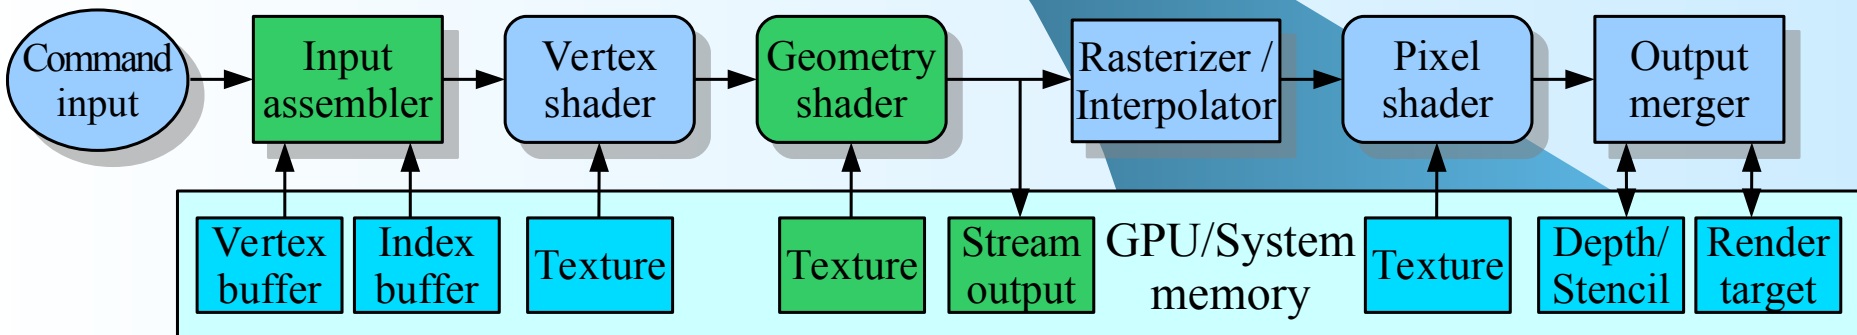 Command
input
Input
assembler
Vertex
shader
Geometry
shader
Rasterizer /
Interpolator
Pixel
shader
Output
merger
Vertex
buffer
Index
buffer
Texture
Texture
Stream
output
GPU/System
memory
Texture
Depth/
Stencil
Render
target